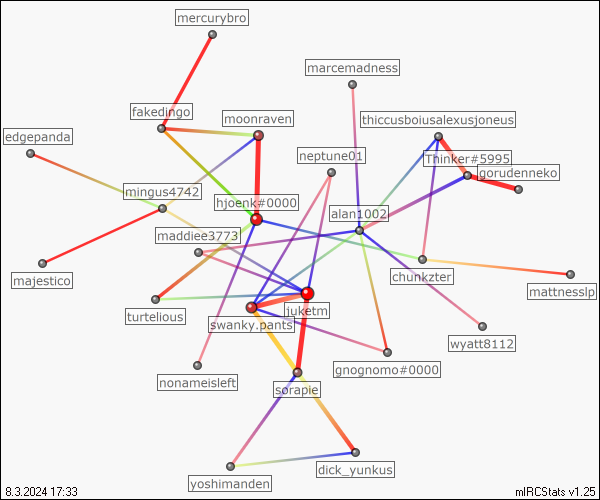 mercurybro
marcemadness
fakedingo
moonraven
thiccusboiusalexusjoneus
edgepanda
neptune01
Thinker#5995
gorudenneko
mingus4742
hjoenk#0000
alan1002
maddiee3773
majestico
chunkzter
mattnesslp
turtelious
swanky.pants
juketm
wyatt8112
nonameisleft
sorapie
gnognomo#0000
yoshimanden
dick_yunkus
8.3.2024 17:33
mIRCStats v1.25